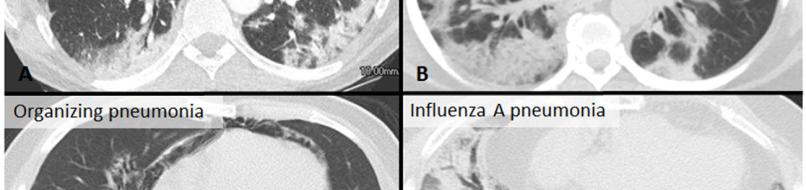 A
10.00mm
B
Organizing pneumonia
Influenza A pneumonia